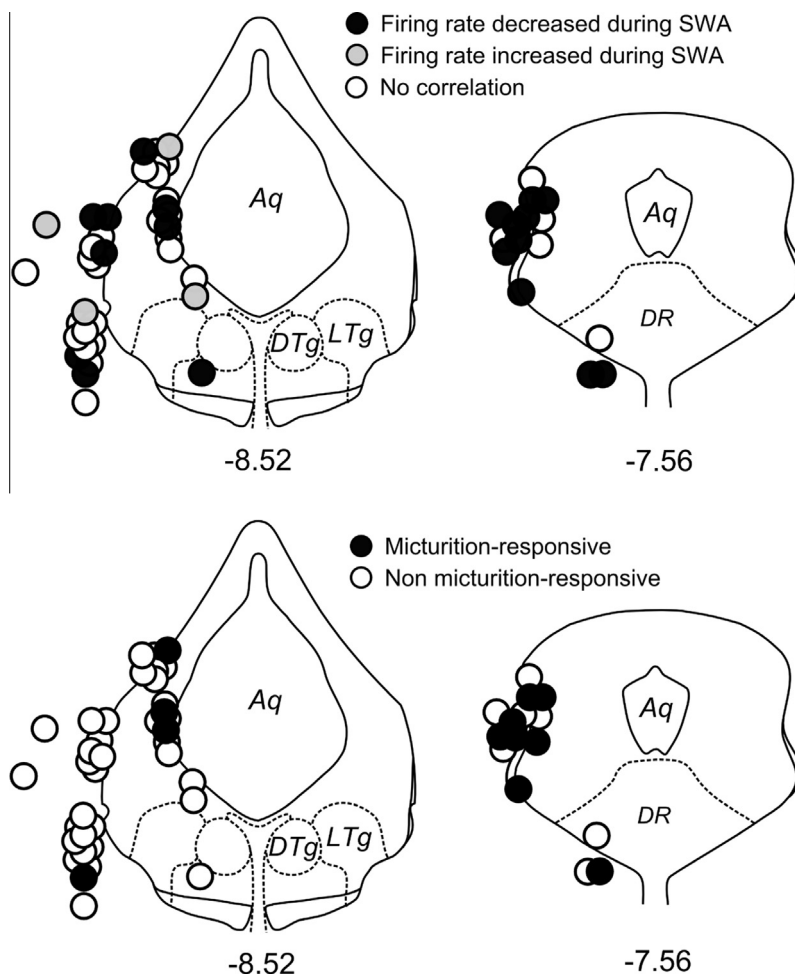 Firing rate decreased during SWA
Firing rate increased during SWA
No correlation
Aq
DTg
LTg
-8.52
Aq
DR
-7.56
Micturition-responsive
Non micturition-responsive
Aq
DTg
LTg
-8.52
Aq
DR
-7.56